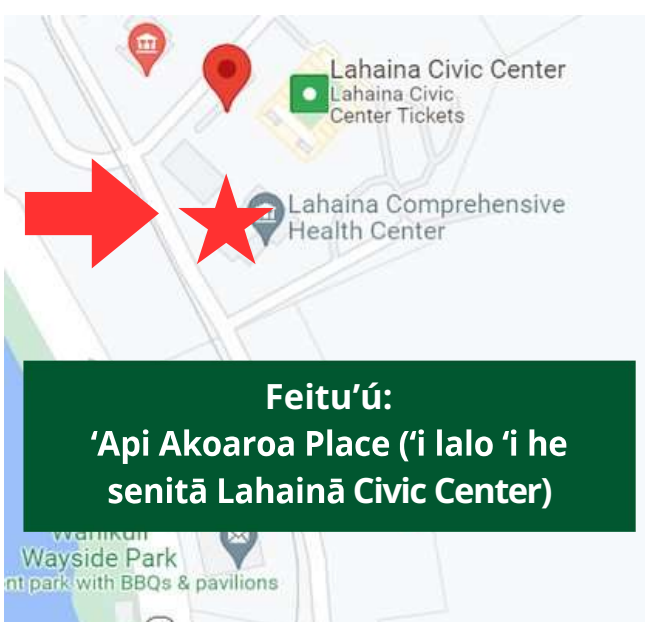 Lahaina Civic Center
Lahaina Civic
Center Tickets
Lahaina Comprehensive
Health Center
Feitu’ú:
‘Api Akoaroa Place (‘i lalo ‘i he
senitā Lahainā Civic Center)
Wayside Park
nt park with BBQs & pavilions